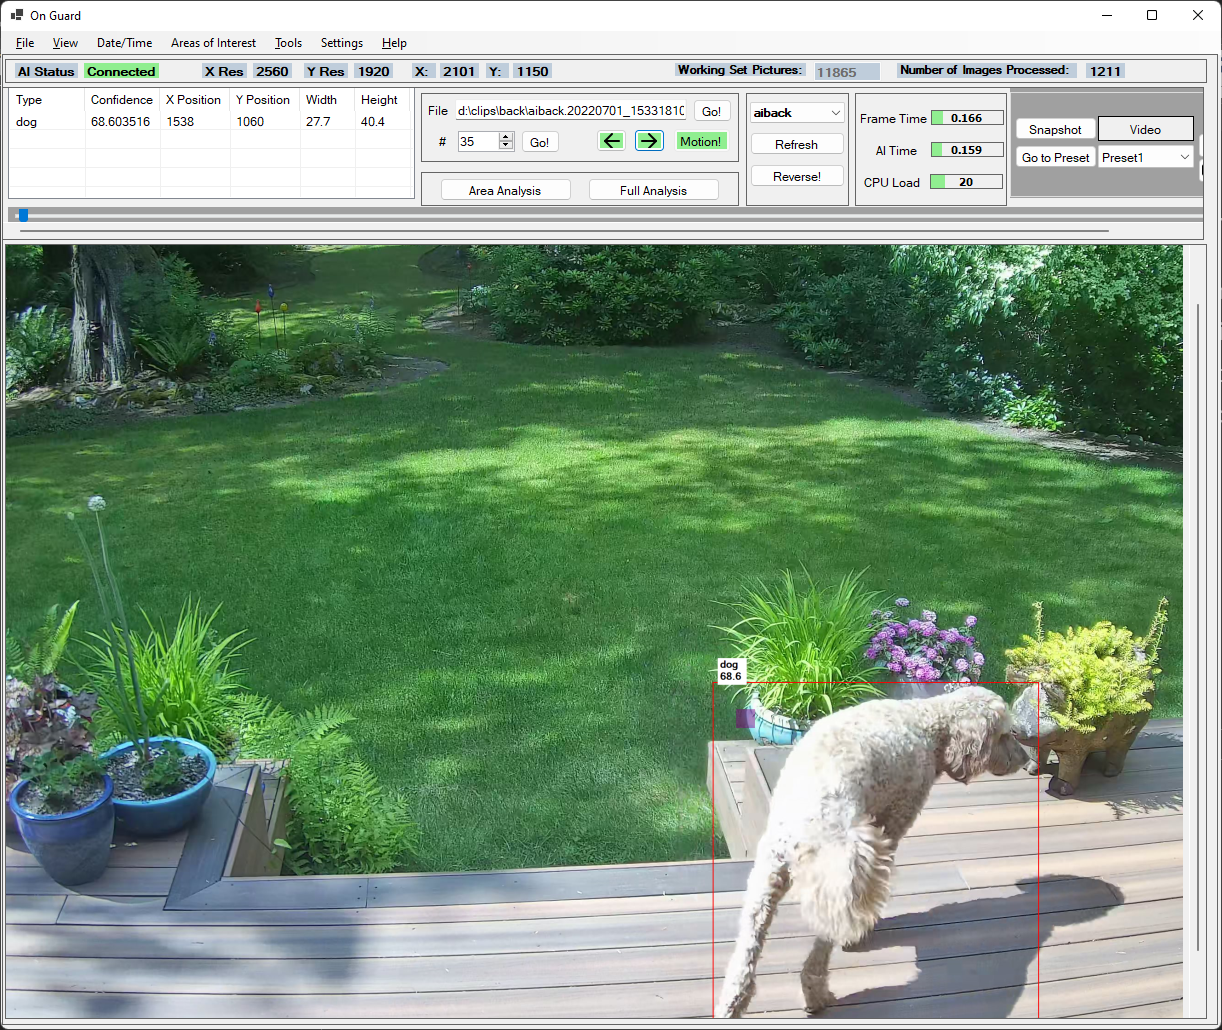 On Guard
File View Date/Time Areas of Interest Tools Settings Help
AI Status Connected X Res 2560 Y Res 1920 X: 2101 Y: 1150 Working Set Pictures: 11865 Number of Images Processed: 1211
Type Confidence X Position Y Position Width Height
dog 68.603516 1538 1060 27.7 40.4
File d:\clips\back\aiback.20220701_15331810 Go!
# 35 Go! Motion!
Area Analysis Full Analysis
aiback
Refresh
Reverse!
Frame Time 0.166
AI Time 0.159
CPU Load 20
Snapshot Video
Go to Preset Preset1
dog
68.6